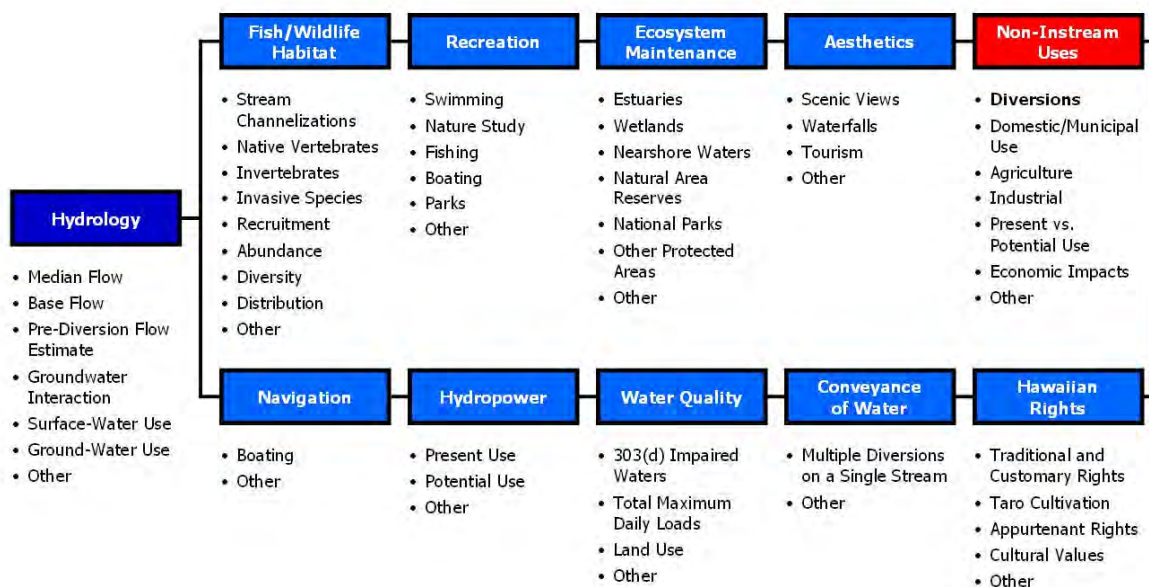 Hydrology
• Median Flow
• Base Flow
• Pre-Diversion Flow
Estimate
• Groundwater
Interaction
• Surface-Water Use
• Ground-Water Use
• Other
Fish/Wildlife
Habitat
• Stream
Channelizations
• Native Vertebrates
• Invertebrates
• Invasive Species
• Recruitment
• Abundance
• Diversity
• Distribution
• Other
Recreation
• Swimming
• Nature Study
• Fishing
• Boating
• Parks
• Other
Ecosystem
Maintenance
• Estuaries
• Wetlands
• Nearshore Waters
• Natural Area
Reserves
• National Parks
• Other Protected
Areas
• Other
Aesthetics
• Scenic Views
• Waterfalls
• Tourism
• Other
Non-Instream
Uses
• Diversions
• Domestic/Municipal
Use
• Agriculture
• Industrial
• Present vs.
Potential Use
• Economic Impacts
• Other
Navigation
• Boating
• Other
Hydropower
• Present Use
• Potential Use
• Other
Water Quality
• 303(d) Impaired
Waters
• Total Maximum
Daily Loads
• Land Use
• Other
Conveyance
of Water
• Multiple Diversions
on a Single Stream
• Other
Hawaiian
Rights
• Traditional and
Customary Rights
• Taro Cultivation
• Appurtenant Rights
• Cultural Values
• Other